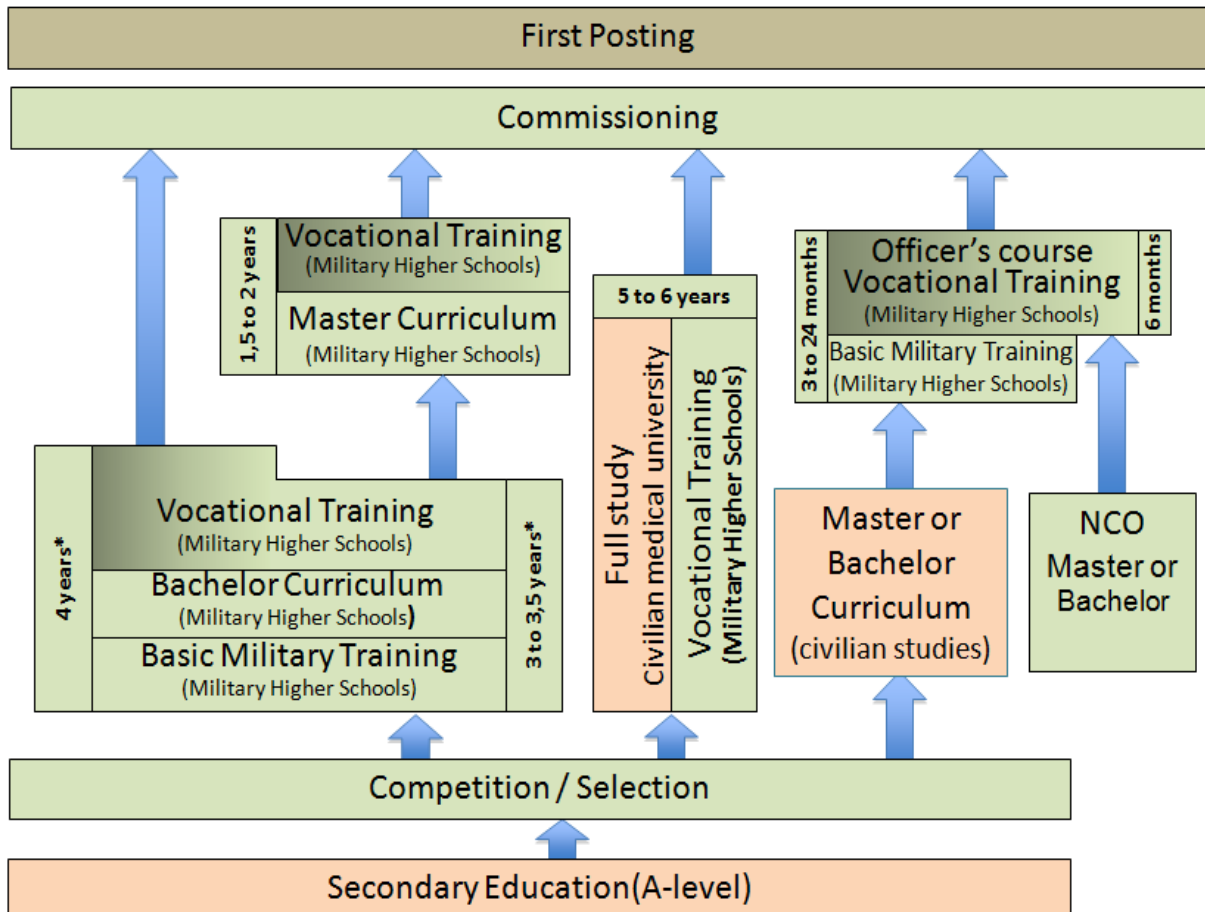 First Posting
Commissioning
1,5 to 2 years
Vocational Training
(Military Higher Schools)
Master Curriculum
(Military Higher Schools)
5 to 6 years
Full study
Civilian medical university
Vocational Training
(Military Higher Schools)
3 to 24 months
Officer's course
Vocational Training
(Military Higher Schools)
6 months
Basic Military Training
(Military Higher Schools)
4 years*
Vocational Training
(Military Higher Schools)
Bachelor Curriculum
(Military Higher Schools)
Basic Military Training
(Military Higher Schools)
3 to 3,5 years*
Master or
Bachelor
Curriculum
(civilian studies)
NCO
Master or
Bachelor
Competition / Selection
Secondary Education(A-level)